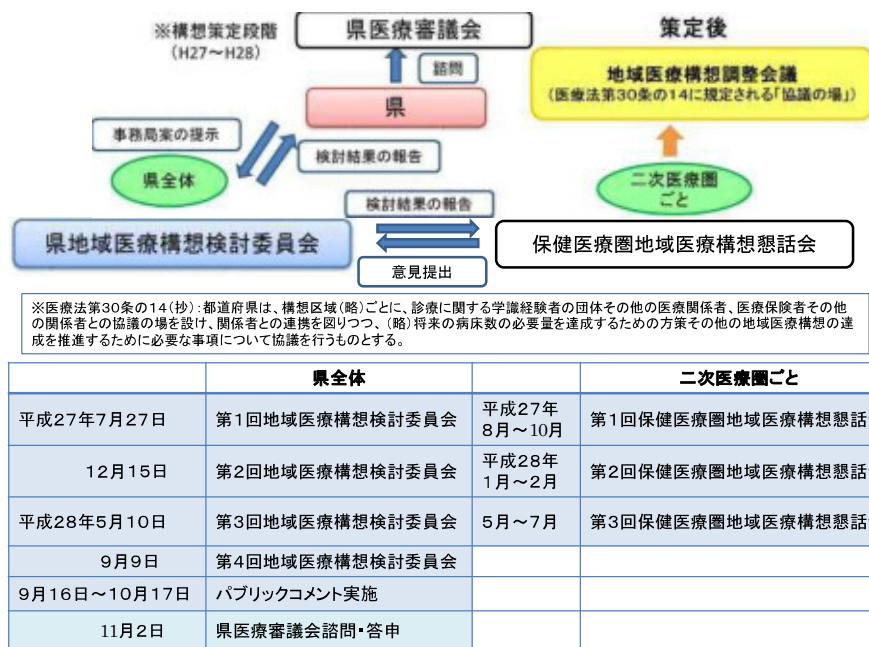 ※構想策定段階
(H27～H28)
県医療審議会
策定後
諮問
地域医療構想調整会議
(医療法第30条の14に規定される「協議の場」)
県
事務局案の提示
検討結果の報告
県全体
二次医療圏
ごと
検討結果の報告
県地域医療構想検討委員会
保健医療圏地域医療構想懇話会
意見提出
※医療法第30条の14(抄):都道府県は、構想区域(略)ごとに、診療に関する学識経験者の団体その他の医療関係者、医療保険者その他
の関係者との協議の場を設け、関係者との連携を図りつつ、(略)将来の病床数の必要量を達成するための方策その他の地域医療構想の達
成を推進するために必要な事項について協議を行うものとする。
県全体 二次医療圏ごと
平成27年7月27日 第1回地域医療構想検討委員会 平成27年 8月～10月 第1回保健医療圏地域医療構想懇話
12月15日 第2回地域医療構想検討委員会 平成28年 1月～2月 第2回保健医療圏地域医療構想懇話
平成28年5月10日 第3回地域医療構想検討委員会 5月～7月 第3回保健医療圏地域医療構想懇話
9月9日 第4回地域医療構想検討委員会
9月16日～10月17日 パブリックコメント実施
11月2日 県医療審議会諮問・答申